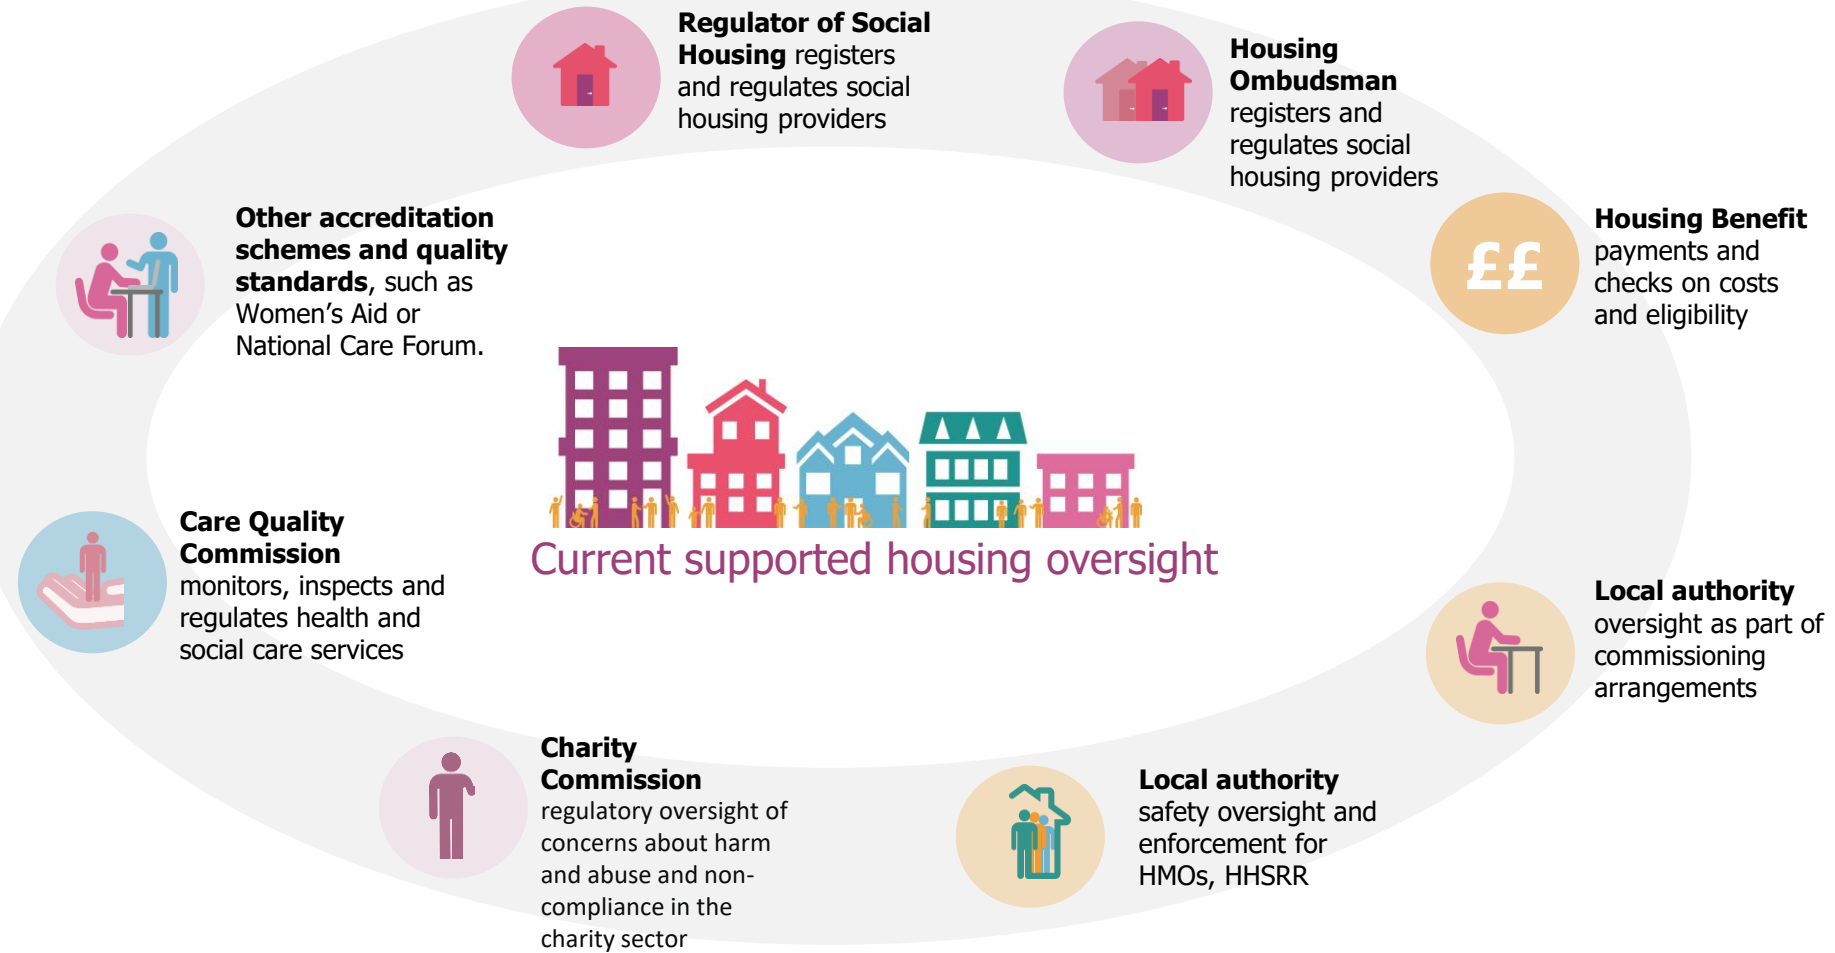 Regulator of Social
Housing registers
and regulates social
housing providers
Housing
Ombudsman
registers and
regulates social
housing providers
££
Housing Benefit
payments and
checks on costs
and eligibility
Other accreditation
schemes and quality
standards, such as
Women’s Aid or
National Care Forum.
Current supported housing oversight
Care Quality
Commission
monitors, inspects and
regulates health and
social care services
Local authority
oversight as part of
commissioning
arrangements
Charity
Commission
regulatory oversight of
concerns about harm
and abuse and non-
compliance in the
charity sector
Local authority
safety oversight and
enforcement for
HMOs, HHSRR